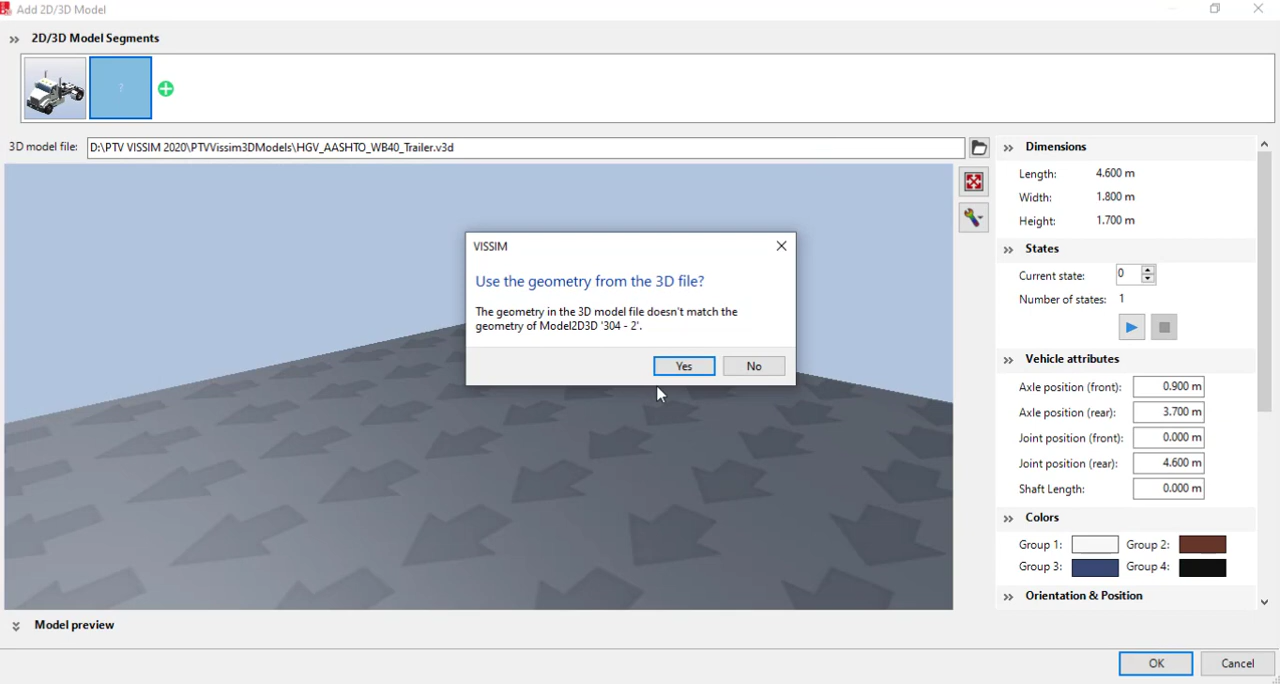 Add 2D/3D Model
2D/3D Model Segments
?
3D model file: D:\PTV VISSIM 2020\PTVVissim3DModels\HGV_AASHTO_WB40_Trailer.v3d
VISSIM
Use the geometry from the 3D file?
The geometry in the 3D model file doesn't match the
geometry of Model2D3D '304 - 2'.
Yes No
Dimensions
Length: 4.600 m
Width: 1.800 m
Height: 1.700 m
States
Current state: 0
Number of states: 1
Vehicle attributes
Axle position (front): 0.900 m
Axle position (rear): 3.700 m
Joint position (front): 0.000 m
Joint position (rear): 4.600 m
Shaft Length: 0.000 m
Colors
Group 1: Group 2:
Group 3: Group 4:
Orientation & Position
Model preview
OK Cancel